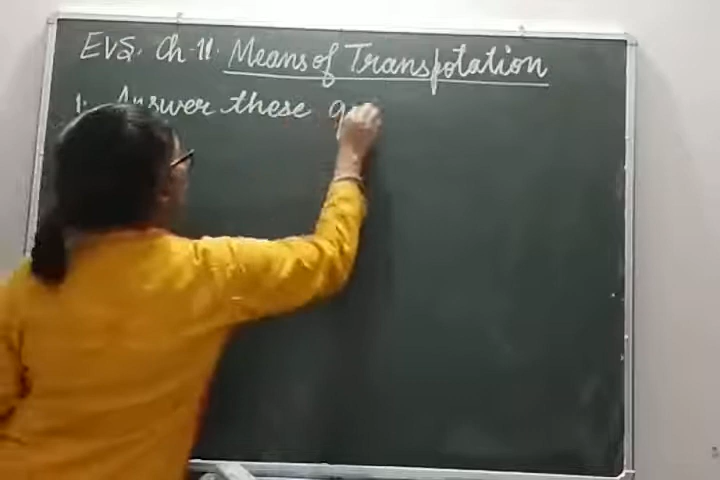 EVS. Ch-11. Means of Transpotation
1. Answer these